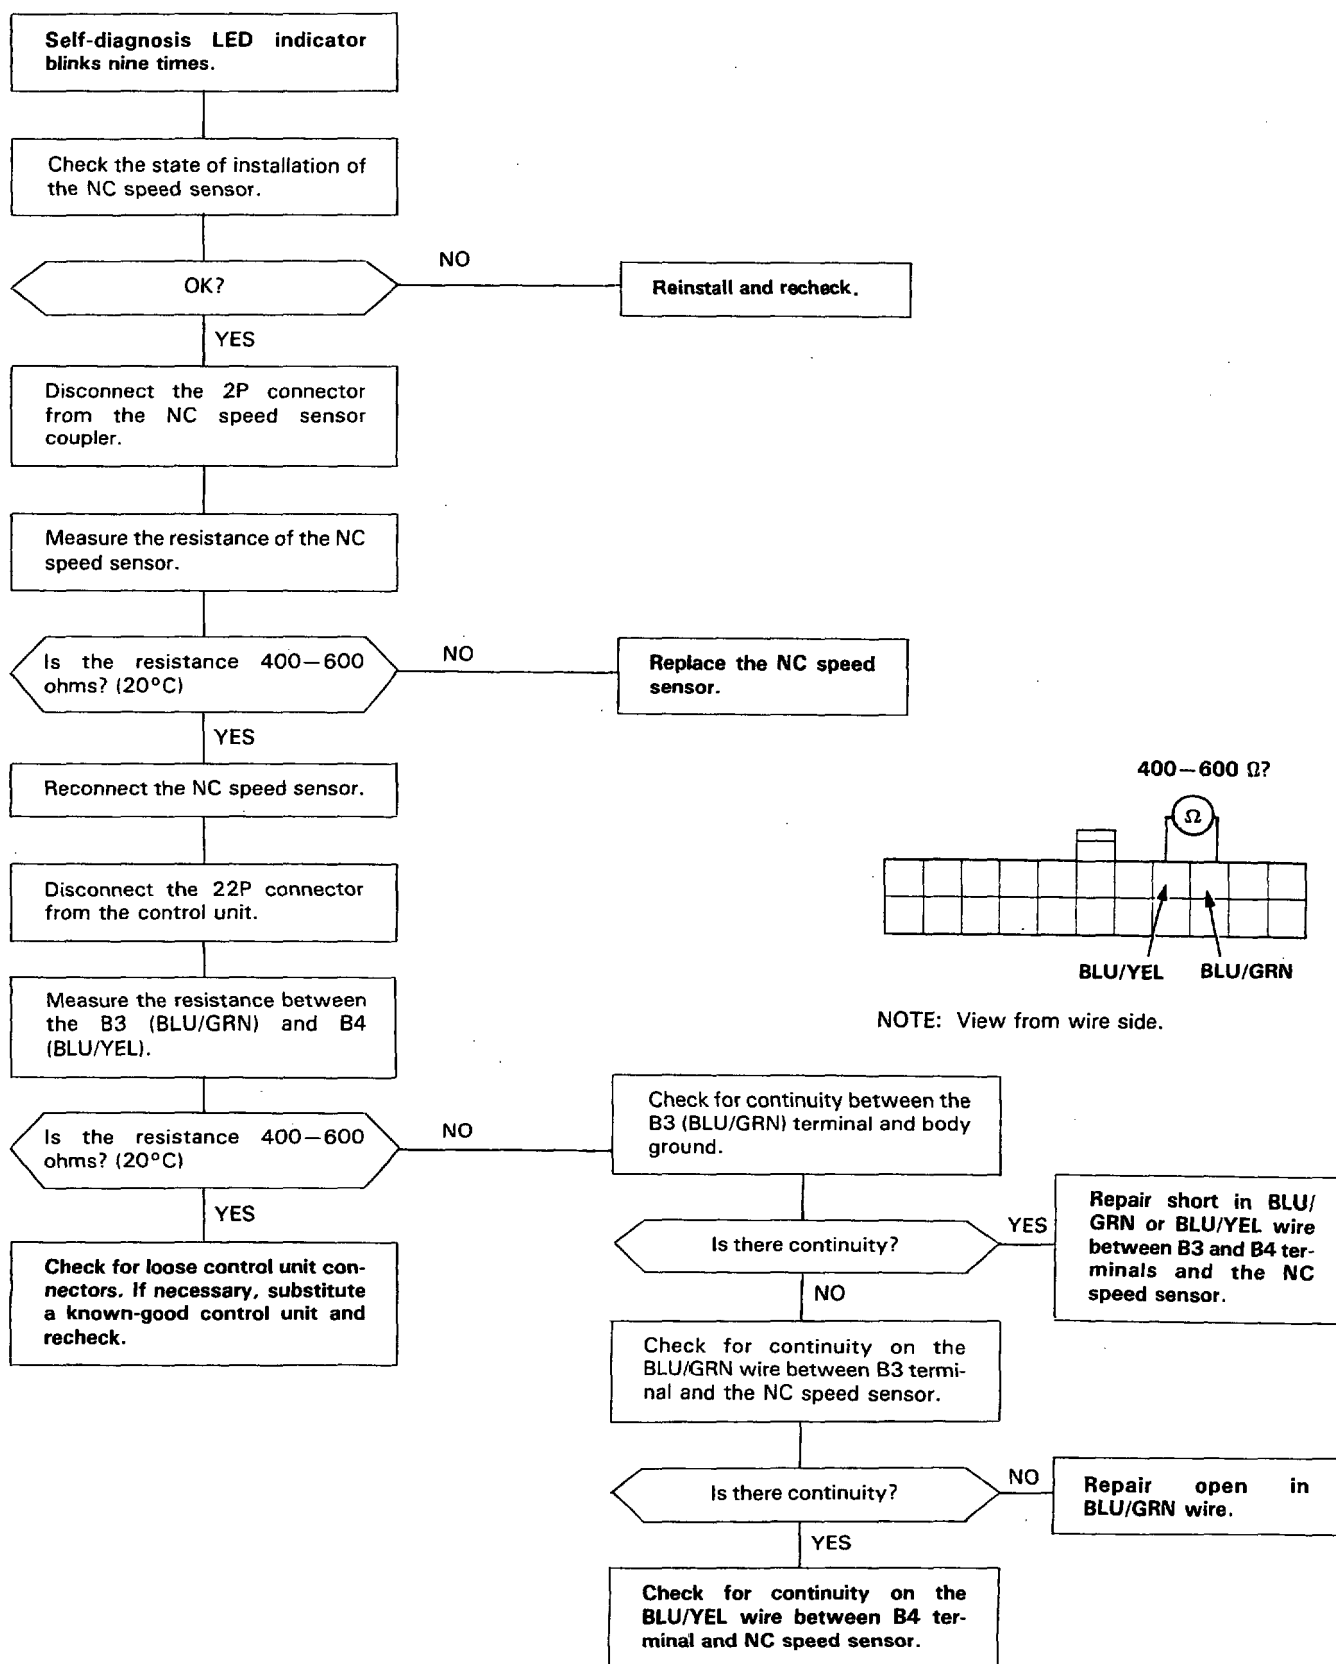 Self-diagnosis LED indicator
blinks nine times.
Check the state of installation of
the NC speed sensor.
OK?
NO
Reinstall and recheck.
YES
Disconnect the 2P connector
from the NC speed sensor
coupler.
Measure the resistance of the NC
speed sensor.
Is the resistance 400—600
ohms? (20°C)
NO
Replace the NC speed
sensor.
YES
Reconnect the NC speed sensor.
Disconnect the 22P connector
from the control unit.
Measure the resistance between
the B3 (BLU/GRN) and B4
(BLU/YEL).
400—600 Ω?
Ω
BLU/YEL BLU/GRN
NOTE: View from wire side.
Is the resistance 400—600
ohms? (20°C)
NO
YES
Check for loose control unit con-
nectors. If necessary, substitute
a known-good control unit and
recheck.
Check for continuity between the
B3 (BLU/GRN) terminal and body
ground.
Is there continuity?
YES
Repair short in BLU/
GRN or BLU/YEL wire
between B3 and B4 ter-
minals and the NC
speed sensor.
NO
Check for continuity on the
BLU/GRN wire between B3 termi-
nal and the NC speed sensor.
Is there continuity?
NO
Repair open in
BLU/GRN wire.
YES
Check for continuity on the
BLU/YEL wire between B4 ter-
minal and NC speed sensor.